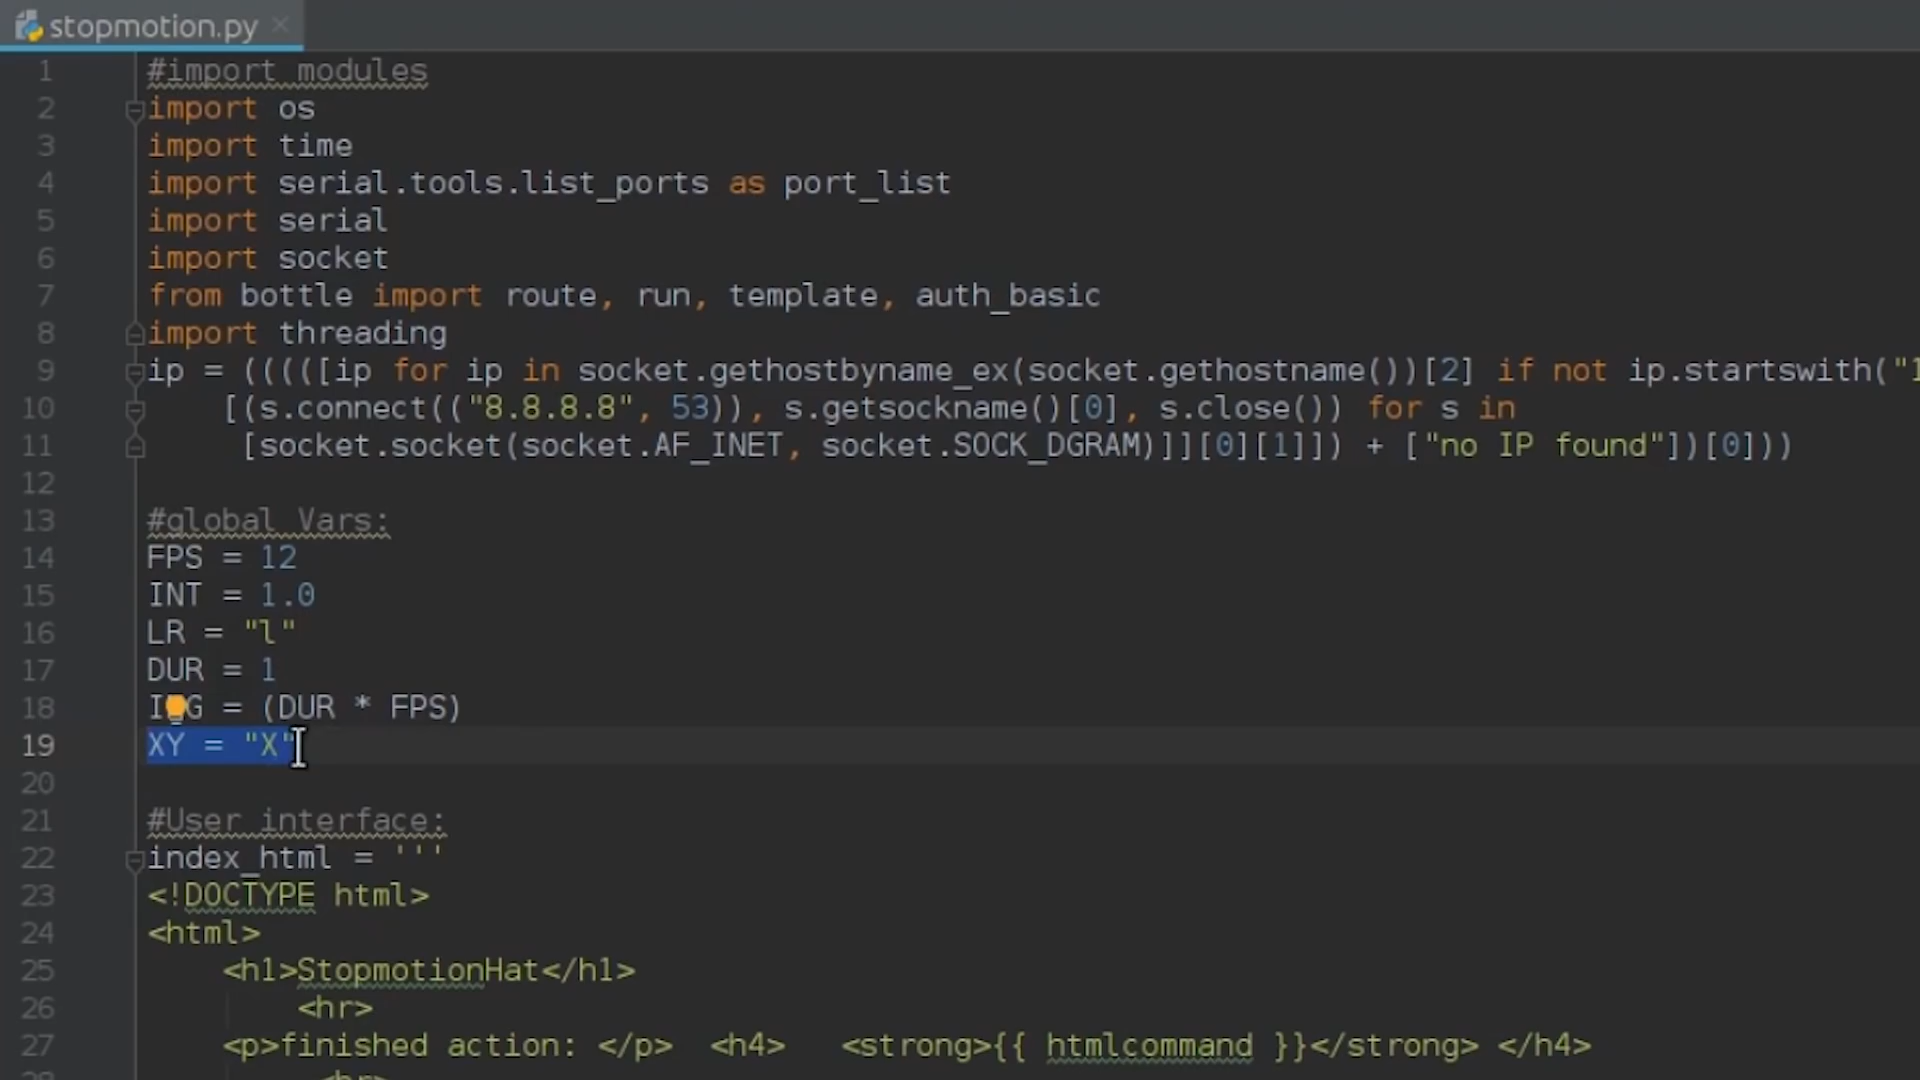 stopmotion.py
1 #import modules
2 import os
3 import time
4 import serial.tools.list_ports as port_list
5 import serial
6 import socket
7 from bottle import route, run, template, auth_basic
8 import threading
9 ip = ((((([ip for ip in socket.gethostbyname_ex(socket.gethostname())[2] if not ip.startswith("1
10 [(s.connect(("8.8.8.8", 53)), s.getsockname()[0], s.close()) for s in
11 [socket.socket(socket.AF_INET, socket.SOCK_DGRAM)]][0][1]]) + ["no IP found"])[0]))
12
13 #global Vars:
14 FPS = 12
15 INT = 1.0
16 LR = "l"
17 DUR = 1
18 = (DUR * FPS)
19 XY = "X"
20
21 #User interface:
22 index_html = '''
23 <!DOCTYPE html>
24 <html>
25 <h1>StopmotionHat</h1>
26 <hr>
27 <p>finished action: </p> <h4> <strong>{{ htmlcommand }}</strong> </h4>